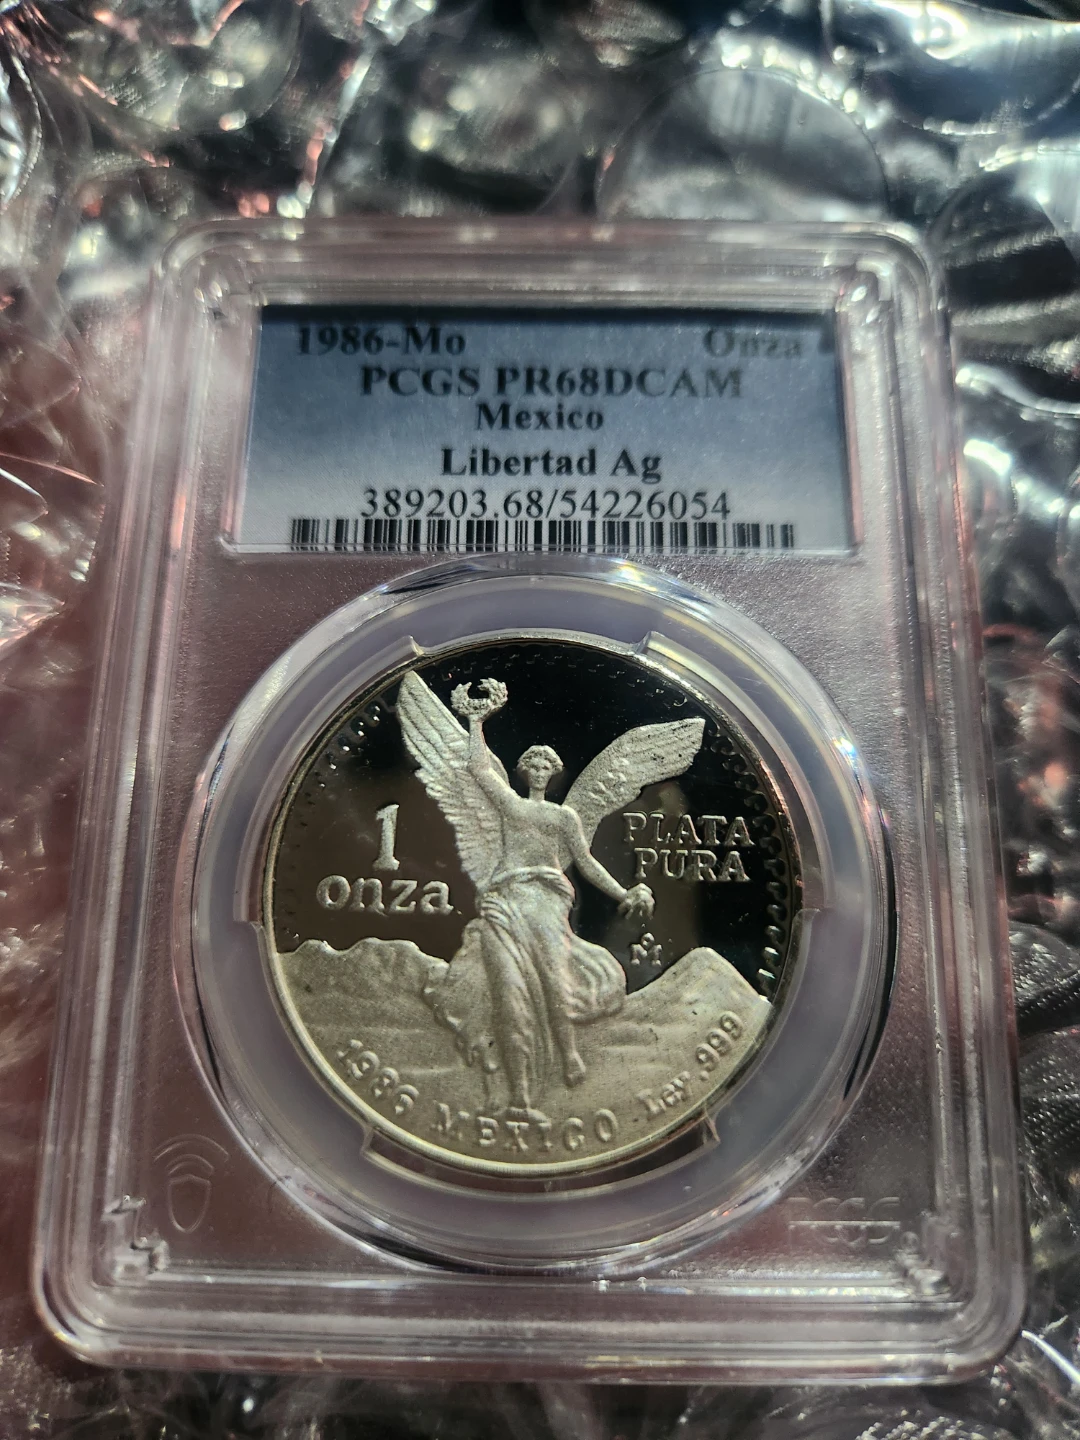 1986-Mo Onza
PCGS PR68DCAM
Mexico
Libertad Ag
389203.68/54226054
1
onza
PLATA
PURA
Mo
1986 MEXICO Ley .999
PCGS